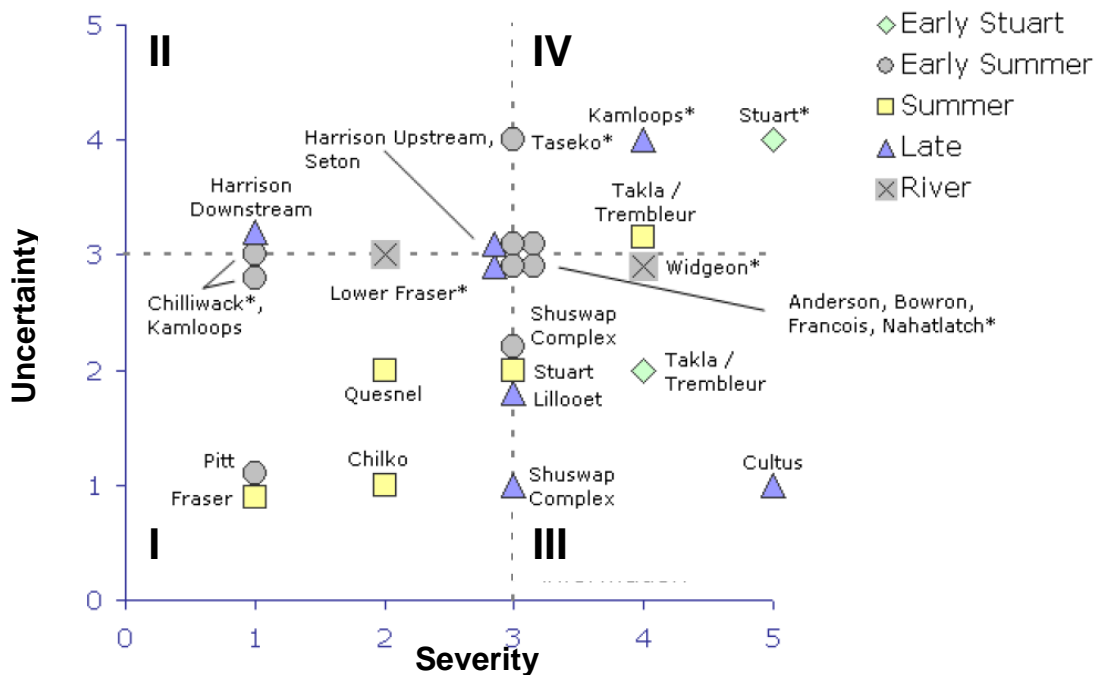 5
II
IV
Early Stuart
Early Summer
Summer
Late
River
4
Harrison Upstream,
Seton
Taseko*
Kamloops*
Stuart*
Harrison
Downstream
Takla /
Trembleur
3
Chilliwack*,
Kamloops
Lower Fraser*
Widgeon*
Anderson, Bowron,
Francois, Nahatlatch*
Shuswap
Complex
2
Quesnel
Stuart
Lillooet
Takla /
Trembleur
Pitt
Fraser
Chilko
Shuswap
Complex
Cultus
1
I
III
0
0
1
2
3
4
5
Uncertainty
Severity